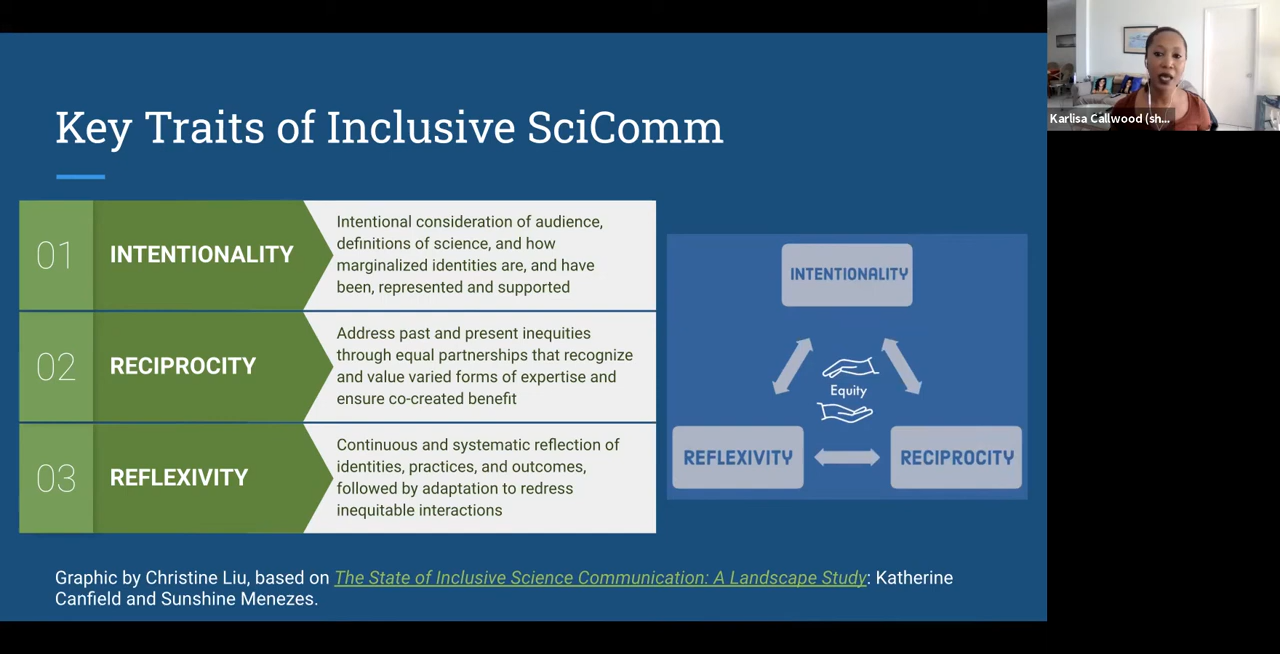 Key Traits of Inclusive SciComm
01
INTENTIONALITY
Intentional consideration of audience,
definitions of science, and how
marginalized identities are, and have
been, represented and supported
02
RECIPROCITY
Address past and present inequities
through equal partnerships that recognize
and value varied forms of expertise and
ensure co-created benefit
03
REFLEXIVITY
Continuous and systematic reflection of
identities, practices, and outcomes,
followed by adaptation to redress
inequitable interactions
INTENTIONALITY
Equity
REFLEXIVITY
RECIPROCITY
Graphic by Christine Liu, based on The State of Inclusive Science Communication: A Landscape Study: Katherine
Canfield and Sunshine Menezes.
Karlisa Callwood (sh...